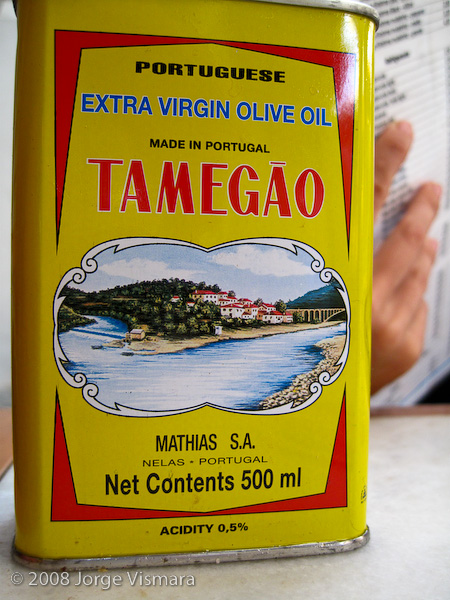 PORTUGUESE
EXTRA VIRGIN OLIVE OIL
MADE IN PORTUGAL
TAMEGÃO
MATHIAS S.A.
NELAS - PORTUGAL
Net Contents 500 ml
ACIDITY 0,5%
© 2008 Jorge Vismara